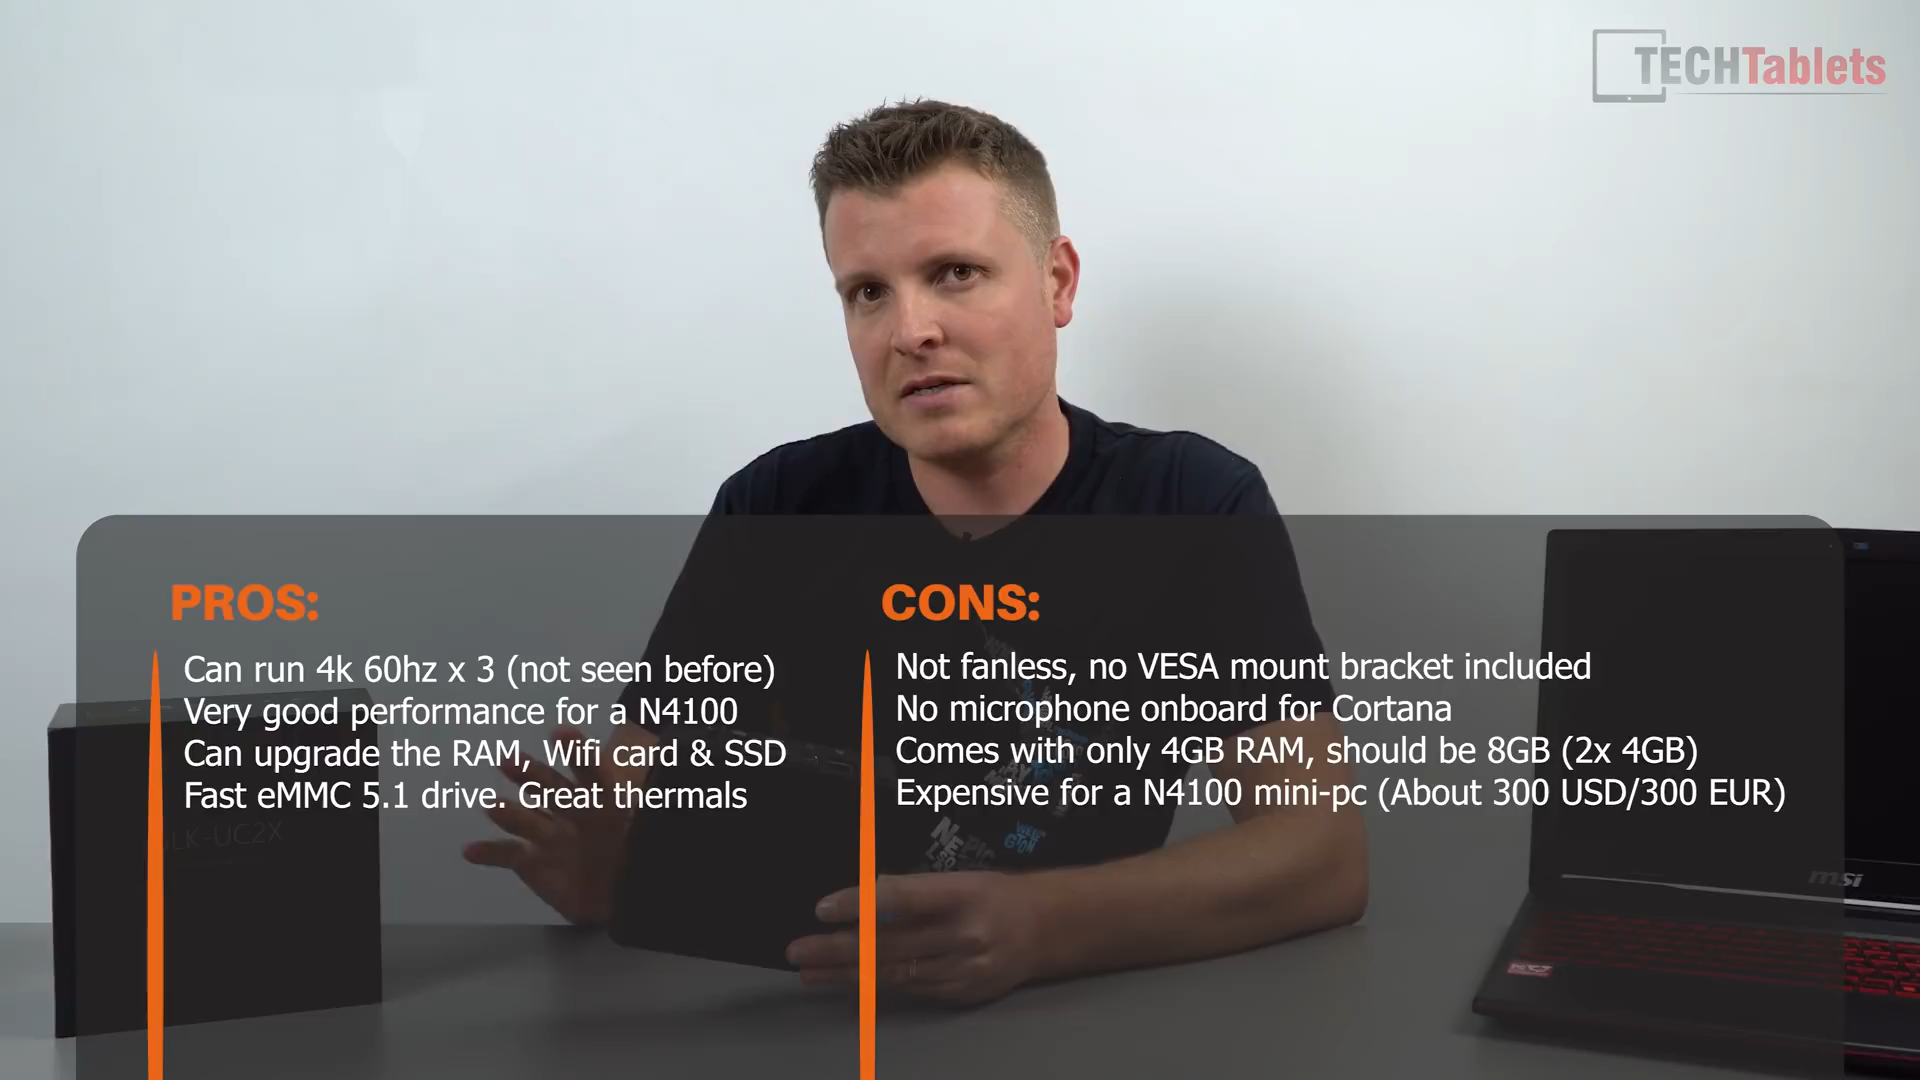 TECHTablets
PROS:
Can run 4k 60hz x 3 (not seen before)
Very good performance for a N4100
Can upgrade the RAM, Wifi card & SSD
Fast eMMC 5.1 drive. Great thermals
CONS:
Not fanless, no VESA mount bracket included
No microphone onboard for Cortana
Comes with only 4GB RAM, should be 8GB (2x 4GB)
Expensive for a N4100 mini-pc (About 300 USD/300 EUR)
LK-UC2X
msi